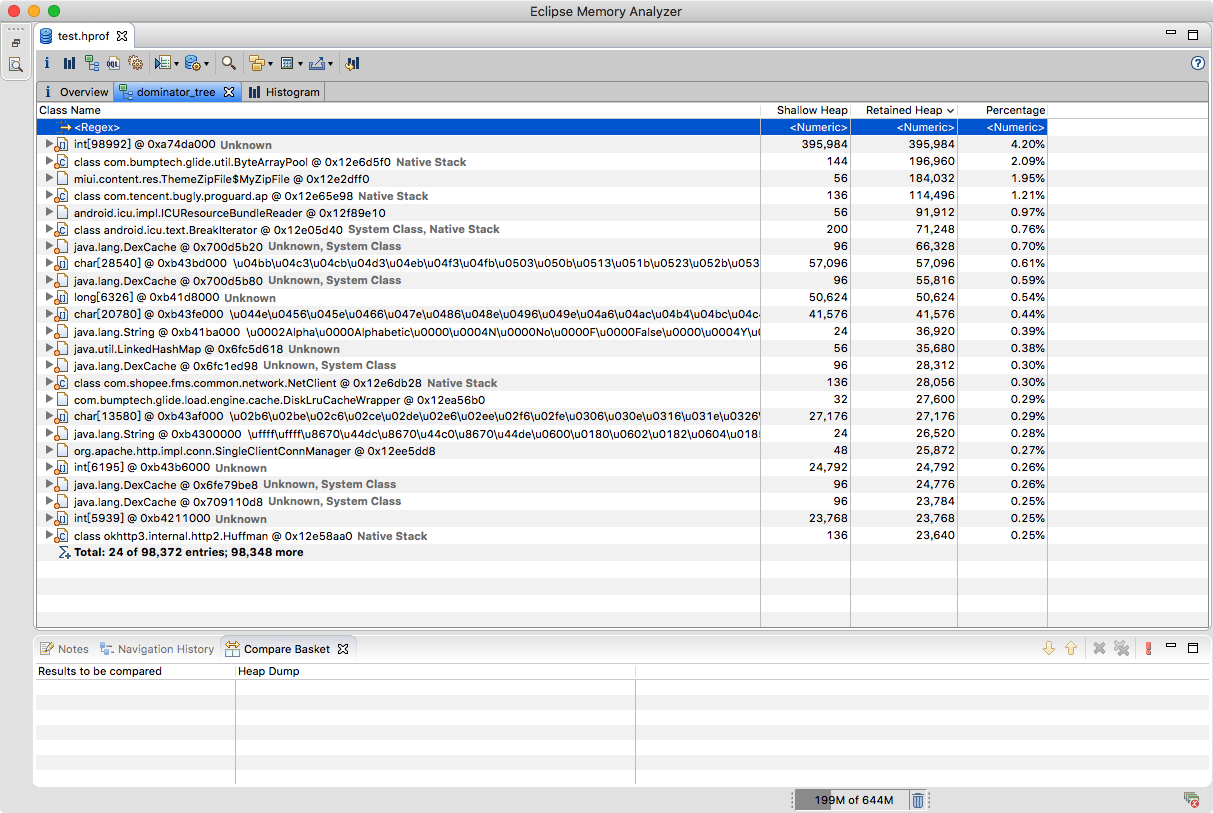 Eclipse Memory Analyzer
test.hprof
Overview dominator_tree Histogram
Class Name Shallow Heap Retained Heap Percentage
<Regex> <Numeric> <Numeric> <Numeric>
int[98992] @ 0xa74da000 Unknown 395,984 395,984 4.20%
class com.bumptech.glide.util.ByteArrayPool @ 0x12e6d5f0 Native Stack 144 196,960 2.09%
miui.content.res.ThemeZipFile$MyZipFile @ 0x12e2dff0 56 184,032 1.95%
class com.tencent.bugly.proguard.ap @ 0x12e65e98 Native Stack 136 114,496 1.21%
android.icu.impl.ICUResourceBundleReader @ 0x12f89e10 56 91,912 0.97%
class android.icu.text.BreakIterator @ 0x12e05d40 System Class, Native Stack 200 71,248 0.76%
java.lang.DexCache @ 0x700d5b20 Unknown, System Class 96 66,328 0.70%
char[28540] @ 0xb43bd000 \u04bb\u04c3\u04cb\u04d3\u04eb\u04f3\u04fb\u0503\u050b\u0513\u051b\u0523\u052b\u053 57,096 57,096 0.61%
java.lang.DexCache @ 0x700d5b80 Unknown, System Class 96 55,816 0.59%
long[6326] @ 0xb41d8000 Unknown 50,624 50,624 0.54%
char[20780] @ 0xb43fe000 \u044e\u0456\u045e\u0466\u047e\u0486\u048e\u0496\u049e\u04a6\u04ac\u04b4\u04bc\u04c 41,576 41,576 0.44%
java.lang.String @ 0xb41ba000 \u0002Alpha\u0000Alphabetic\u0000\u0004N\u0000No\u0000F\u0000False\u0000\u0004Y\u0 24 36,920 0.39%
java.util.LinkedHashMap @ 0x6fc5d618 Unknown 56 35,680 0.38%
java.lang.DexCache @ 0x6fc1ed98 Unknown, System Class 96 28,312 0.30%
class com.shopee.fms.common.network.NetClient @ 0x12e6db28 Native Stack 136 28,056 0.30%
com.bumptech.glide.load.engine.cache.DiskLruCacheWrapper @ 0x12ea56b0 32 27,600 0.29%
char[13580] @ 0xb43af000 \u02b6\u02be\u02c6\u02ce\u02de\u02e6\u02ee\u02f6\u02fe\u0306\u030e\u0316\u031e\u0326\ 27,176 27,176 0.29%
java.lang.String @ 0xb4300000 \uffff\uffff\u8670\u44dc\u8670\u44c0\u8670\u44de\u0600\u0180\u0602\u0182\u0604\u018 24 26,520 0.28%
org.apache.http.impl.conn.SingleClientConnManager @ 0x12ee5dd8 48 25,872 0.27%
int[6195] @ 0xb43b6000 Unknown 24,792 24,792 0.26%
java.lang.DexCache @ 0x6fe79be8 Unknown, System Class 96 24,776 0.26%
java.lang.DexCache @ 0x709110d8 Unknown, System Class 96 23,784 0.25%
int[5939] @ 0xb4211000 Unknown 23,768 23,768 0.25%
class okhttp3.internal.http2.Huffman @ 0x12e58aa0 Native Stack 136 23,640 0.25%
Total: 24 of 98,372 entries; 98,348 more
Notes Navigation History Compare Basket
Results to be compared Heap Dump
199M of 644M